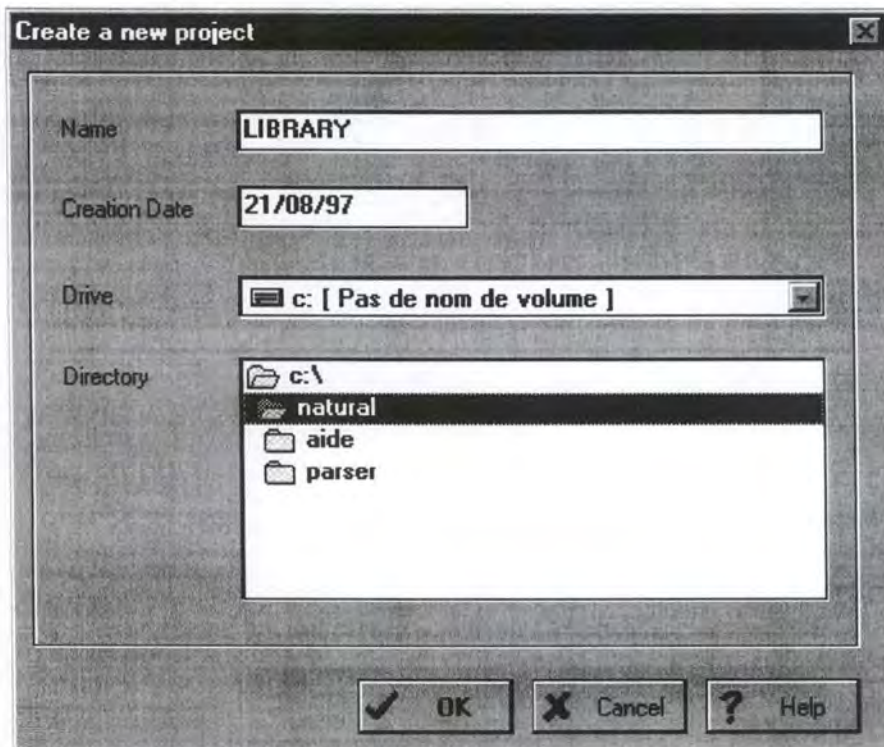 Create a new project
Name
LIBRARY
Creation Date
21/08/97
Drive
c: [ Pas de nom de volume ]
Directory
c:\
natural
aide
parser
OK
Cancel
? Help